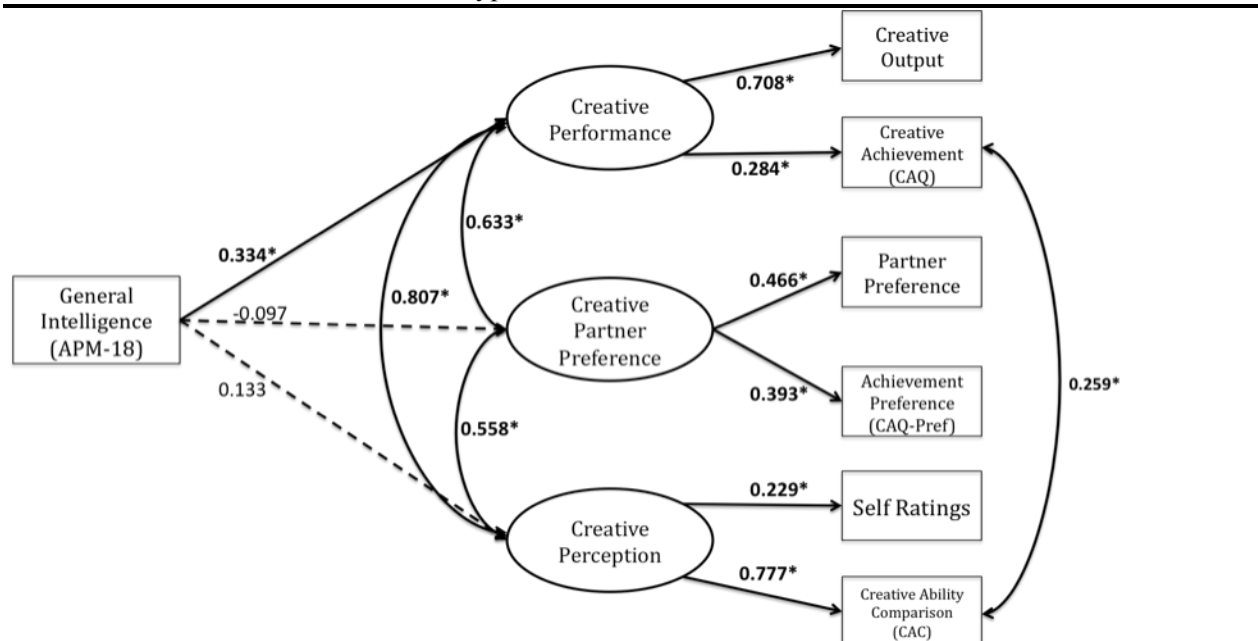 Creative
Output
0.708*
Creative
Performance
Creative
Achievement
(CAQ)
0.284*
0.633*
0.334*
Partner
Preference
0.466*
General
Intelligence
(APM-18)
-0.097
0.807*
Creative
Partner
Preference
0.393*
Achievement
Preference
(CAQ-Pref)
0.259*
0.133
0.558*
0.229*
Self Ratings
Creative
Perception
0.777*
Creative Ability
Comparison
(CAC)